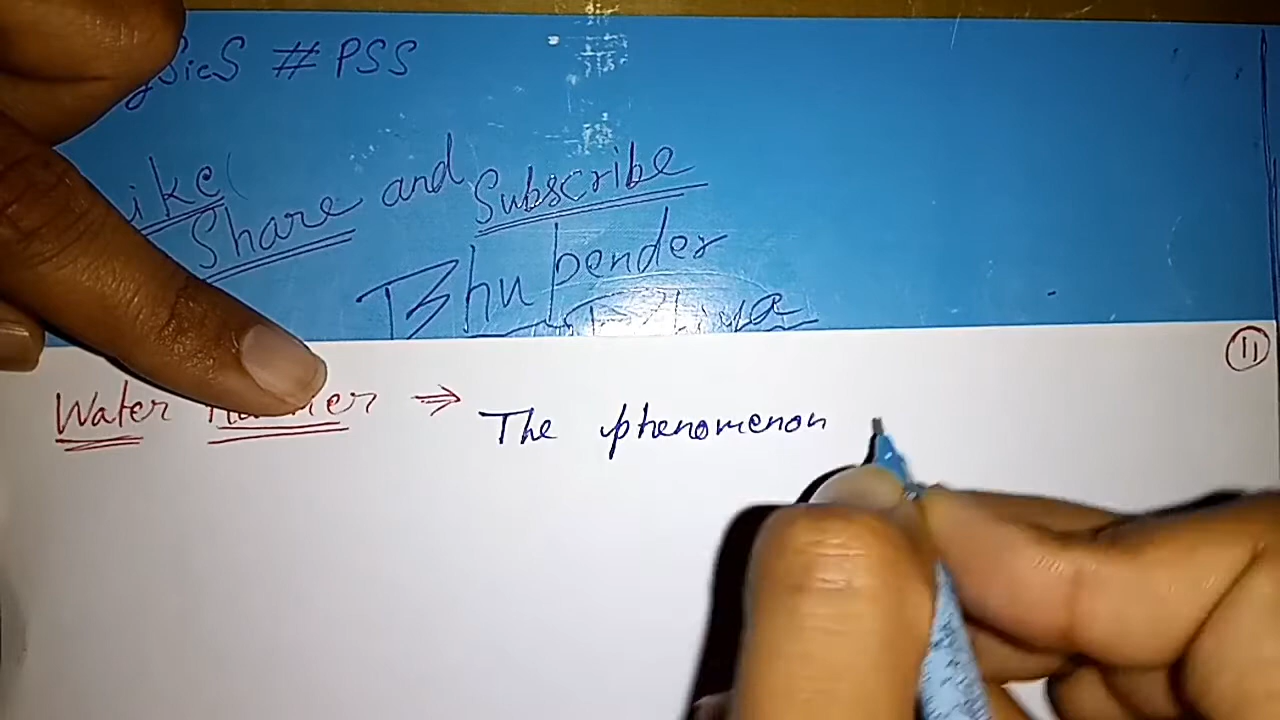 # PSS
Share and Subscribe
Bhupender
11
Water ⇒ The phenomenon